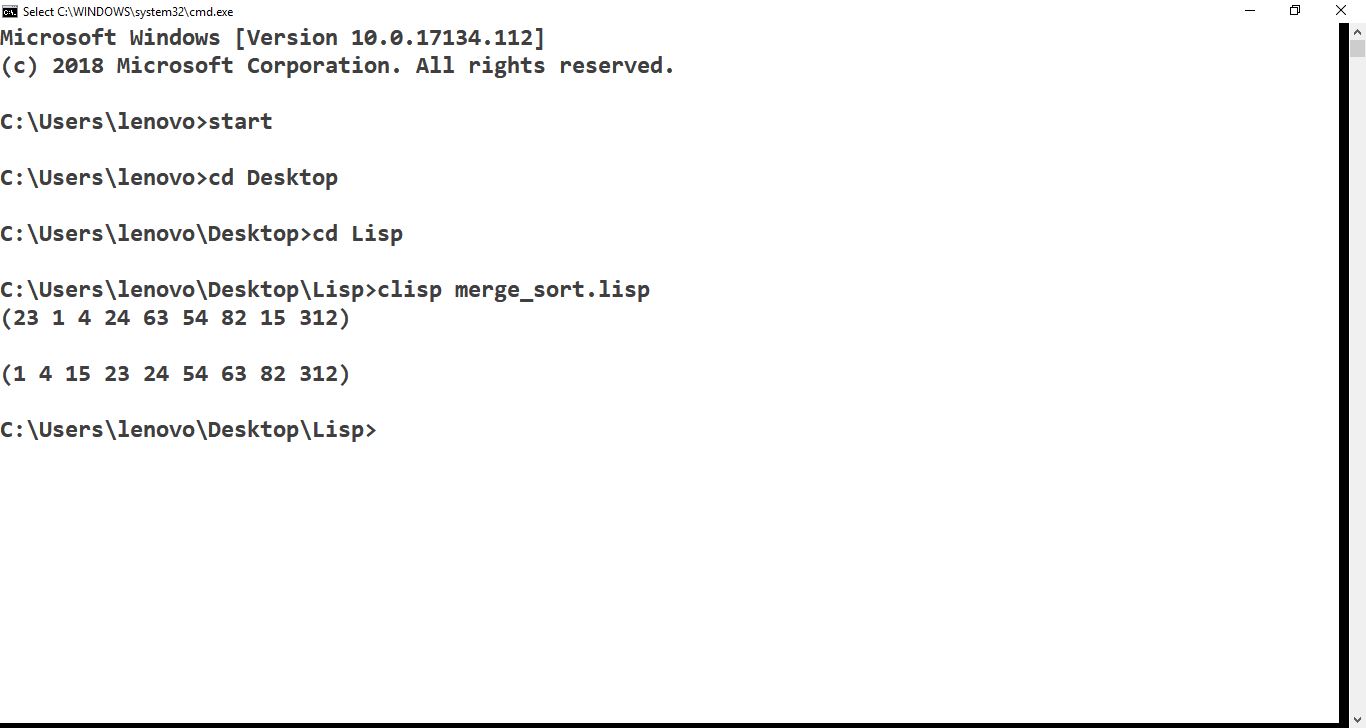 Select C:\WINDOWS\system32\cmd.exe
Microsoft Windows [Version 10.0.17134.112]
(c) 2018 Microsoft Corporation. All rights reserved.
C:\Users\lenovo>start
C:\Users\lenovo>cd Desktop
C:\Users\lenovo\Desktop>cd Lisp
C:\Users\lenovo\Desktop\Lisp>clisp merge_sort.lisp
(23 1 4 24 63 54 82 15 312)
(1 4 15 23 24 54 63 82 312)
C:\Users\lenovo\Desktop\Lisp>